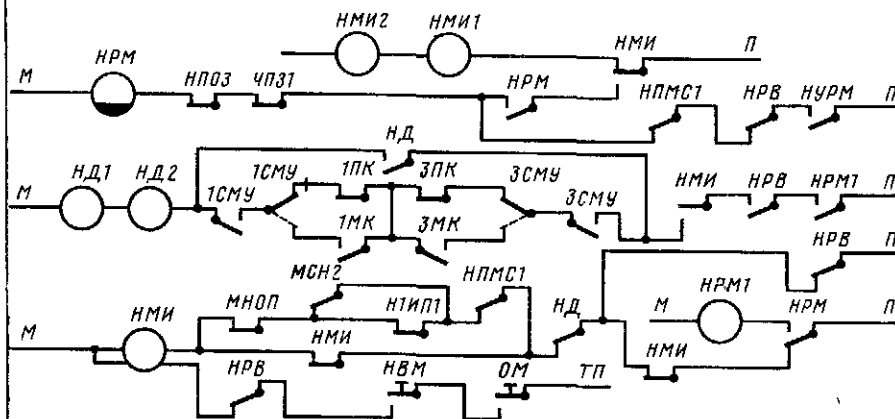 НМИ2 НМИ1 НМИ П
М НРМ НПОЗ ЧПЗ1 НРМ НПМС1 НРВ НУРМ П
НД
М НД1 НД2 1СМУ 1СМУ 1ПК 3ПК 3СМУ 3СМУ НМИ НРВ НРМ1 П
1МК 3МК
МСН2 НПМС1 НРВ П
МНОП Н1ИП1 НД М НРМ1 НРМ П
М НМИ НМИ НМИ
НРВ НВМ ОМ ТП